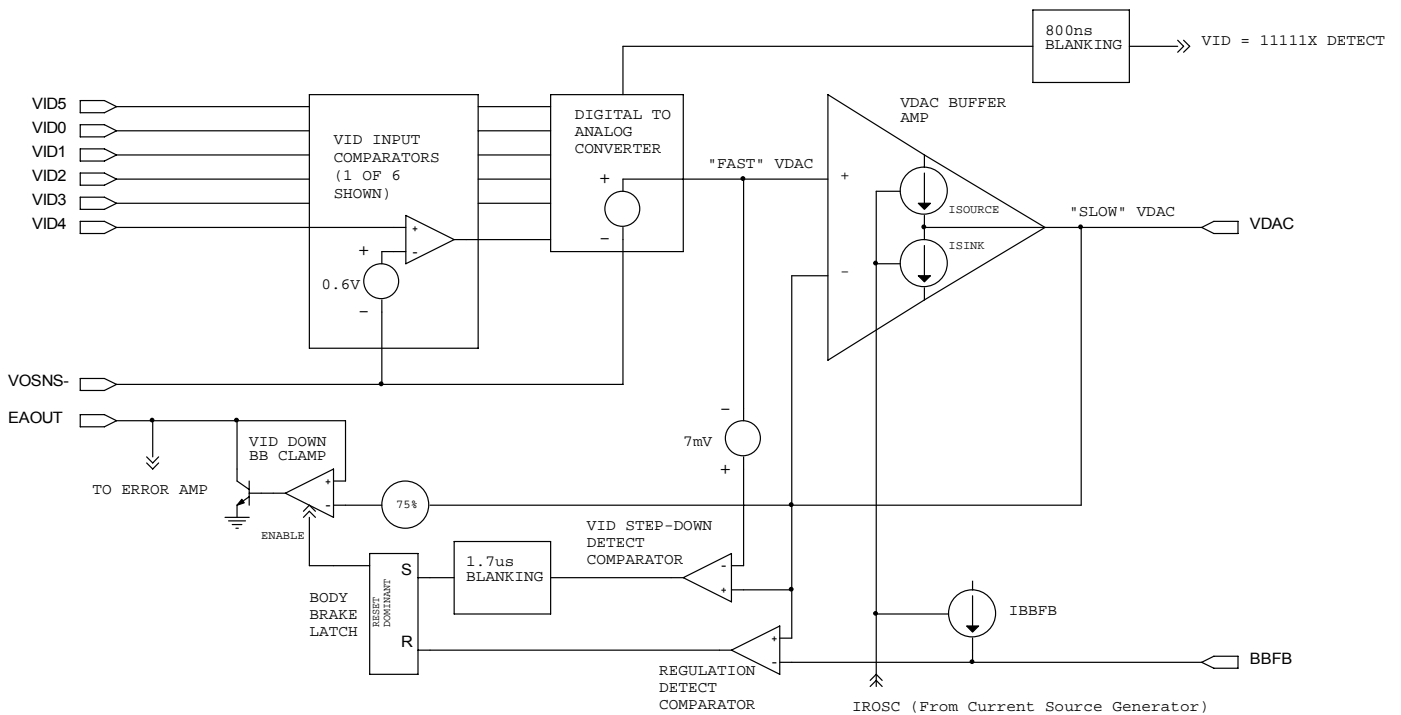 800ns
BLANKING
VID = 11111X DETECT
VID5
VID0
VID1
VID2
VID3
VID4
VID INPUT
COMPARATORS
(1 OF 6
SHOWN)
+
-
+
0.6V
-
DIGITAL TO
ANALOG
CONVERTER
+
-
"FAST" VDAC
VDAC BUFFER
AMP
+
-
ISOURCE
ISINK
"SLOW" VDAC
VDAC
VOSNS-
EAOUT
VID DOWN
BB CLAMP
+
-
TO ERROR AMP
ENABLE
75%
-
7mV
+
VID STEP-DOWN
DETECT
COMPARATOR
-
+
1.7us
BLANKING
BODY
BRAKE
LATCH
RESET
DOMINANT
S
R
REGULATION
DETECT
COMPARATOR
+
-
IBBFB
BBFB
IROSC (From Current Source Generator)